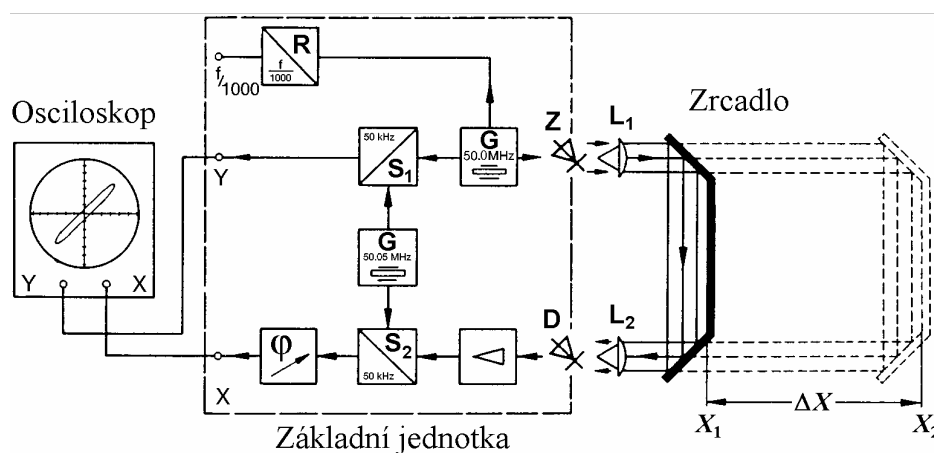 R
f
1000
f/1000
Osciloskop
Zrcadlo
Z
L1
50 kHz
S1
G
50.0MHz
Y
G
50.05 MHz
Y X
D
L2
φ
S2
50 kHz
X
ΔX
X1 X2
Základní jednotka